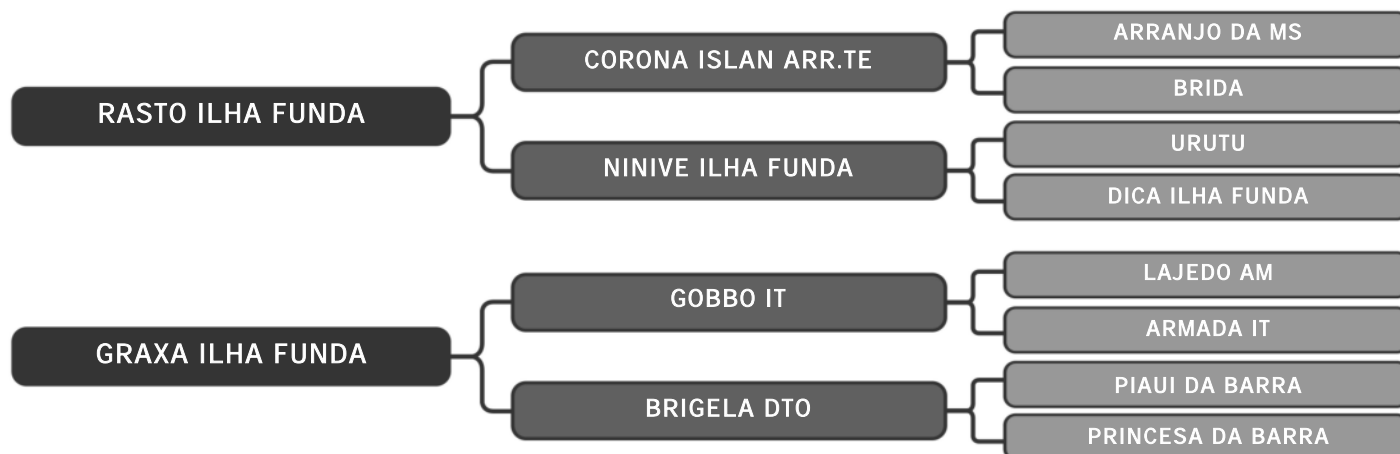 ARRANJO DA MS
CORONA ISLAN ARR.TE
BRIDA
RASTO ILHA FUNDA
URUTU
NINIVE ILHA FUNDA
DICA ILHA FUNDA
LAJEDO AM
GOBBO IT
ARMADA IT
GRAXA ILHA FUNDA
PIAUI DA BARRA
BRIGELA DTO
PRINCESA DA BARRA